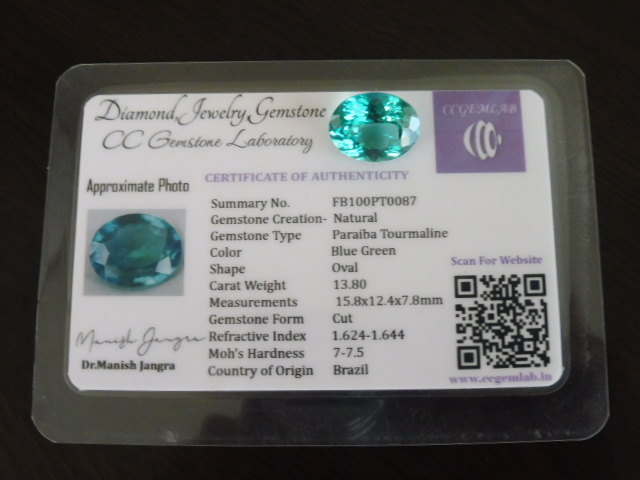 Diamond, Jewelry, Gemstone
CC Gemstone Laboratory
CCGEMLAB
CERTIFICATE OF AUTHENTICITY
Approximate Photo
Summary No. FB100PT0087
Gemstone Creation- Natural
Gemstone Type Paraiba Tourmaline
Color Blue Green
Shape Oval
Carat Weight 13.80
Measurements 15.8x12.4x7.8mm
Gemstone Form Cut
Refractive Index 1.624-1.644
Moh's Hardness 7-7.5
Country of Origin Brazil
Manish Jangra
Dr.Manish Jangra
Scan For Website
www.ccgemlab.in